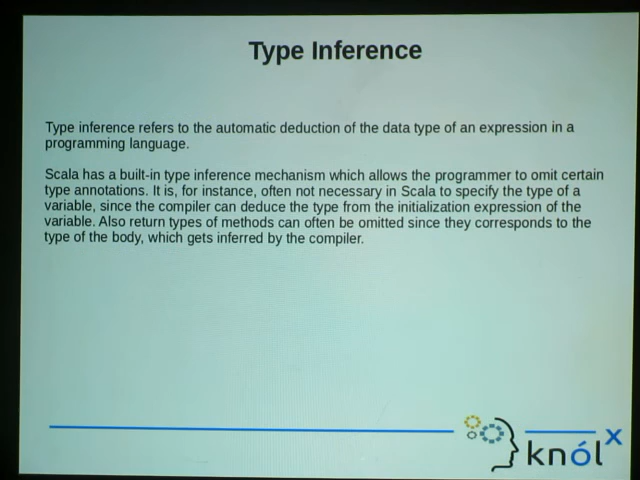 Type Inference
Type inference refers to the automatic deduction of the data type of an expression in a
programming language.
Scala has a built-in type inference mechanism which allows the programmer to omit certain
type annotations. It is, for instance, often not necessary in Scala to specify the type of a
variable, since the compiler can deduce the type from the initialization expression of the
variable. Also return types of methods can often be omitted since they corresponds to the
type of the body, which gets inferred by the compiler.
knólx